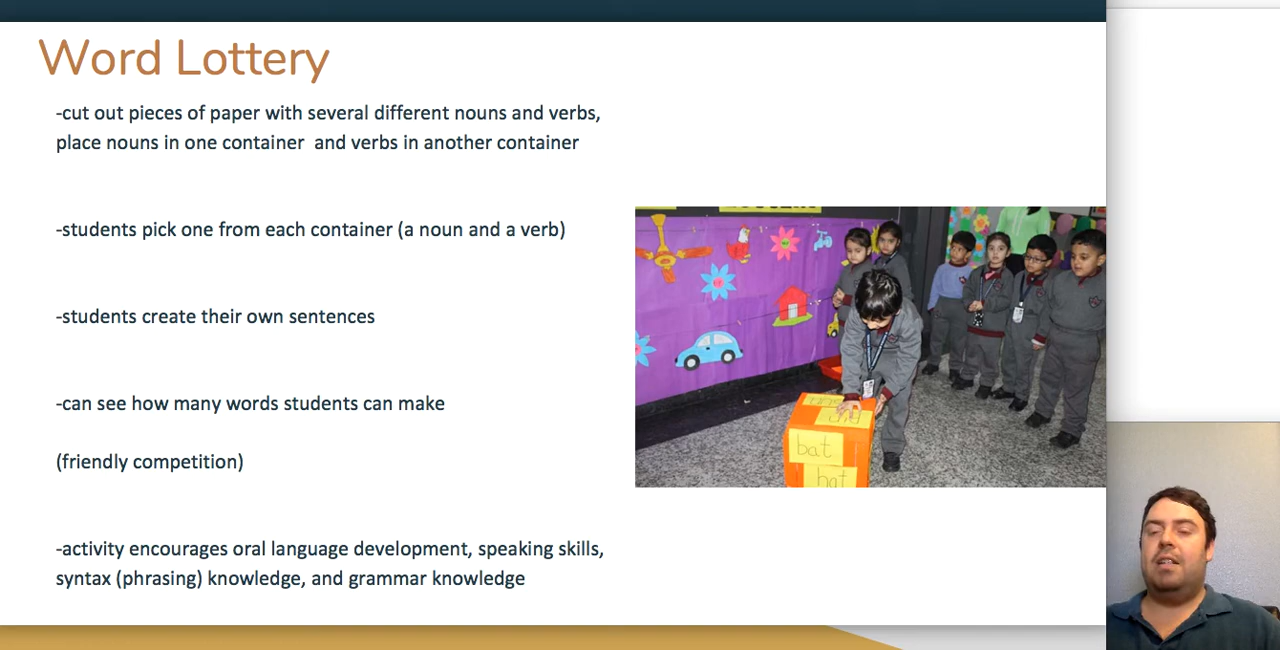 Word Lottery
-cut out pieces of paper with several different nouns and verbs,
place nouns in one container  and verbs in another container
-students pick one from each container (a noun and a verb)
-students create their own sentences
-can see how many words students can make
(friendly competition)
-activity encourages oral language development, speaking skills,
syntax (phrasing) knowledge, and grammar knowledge
bat
hat